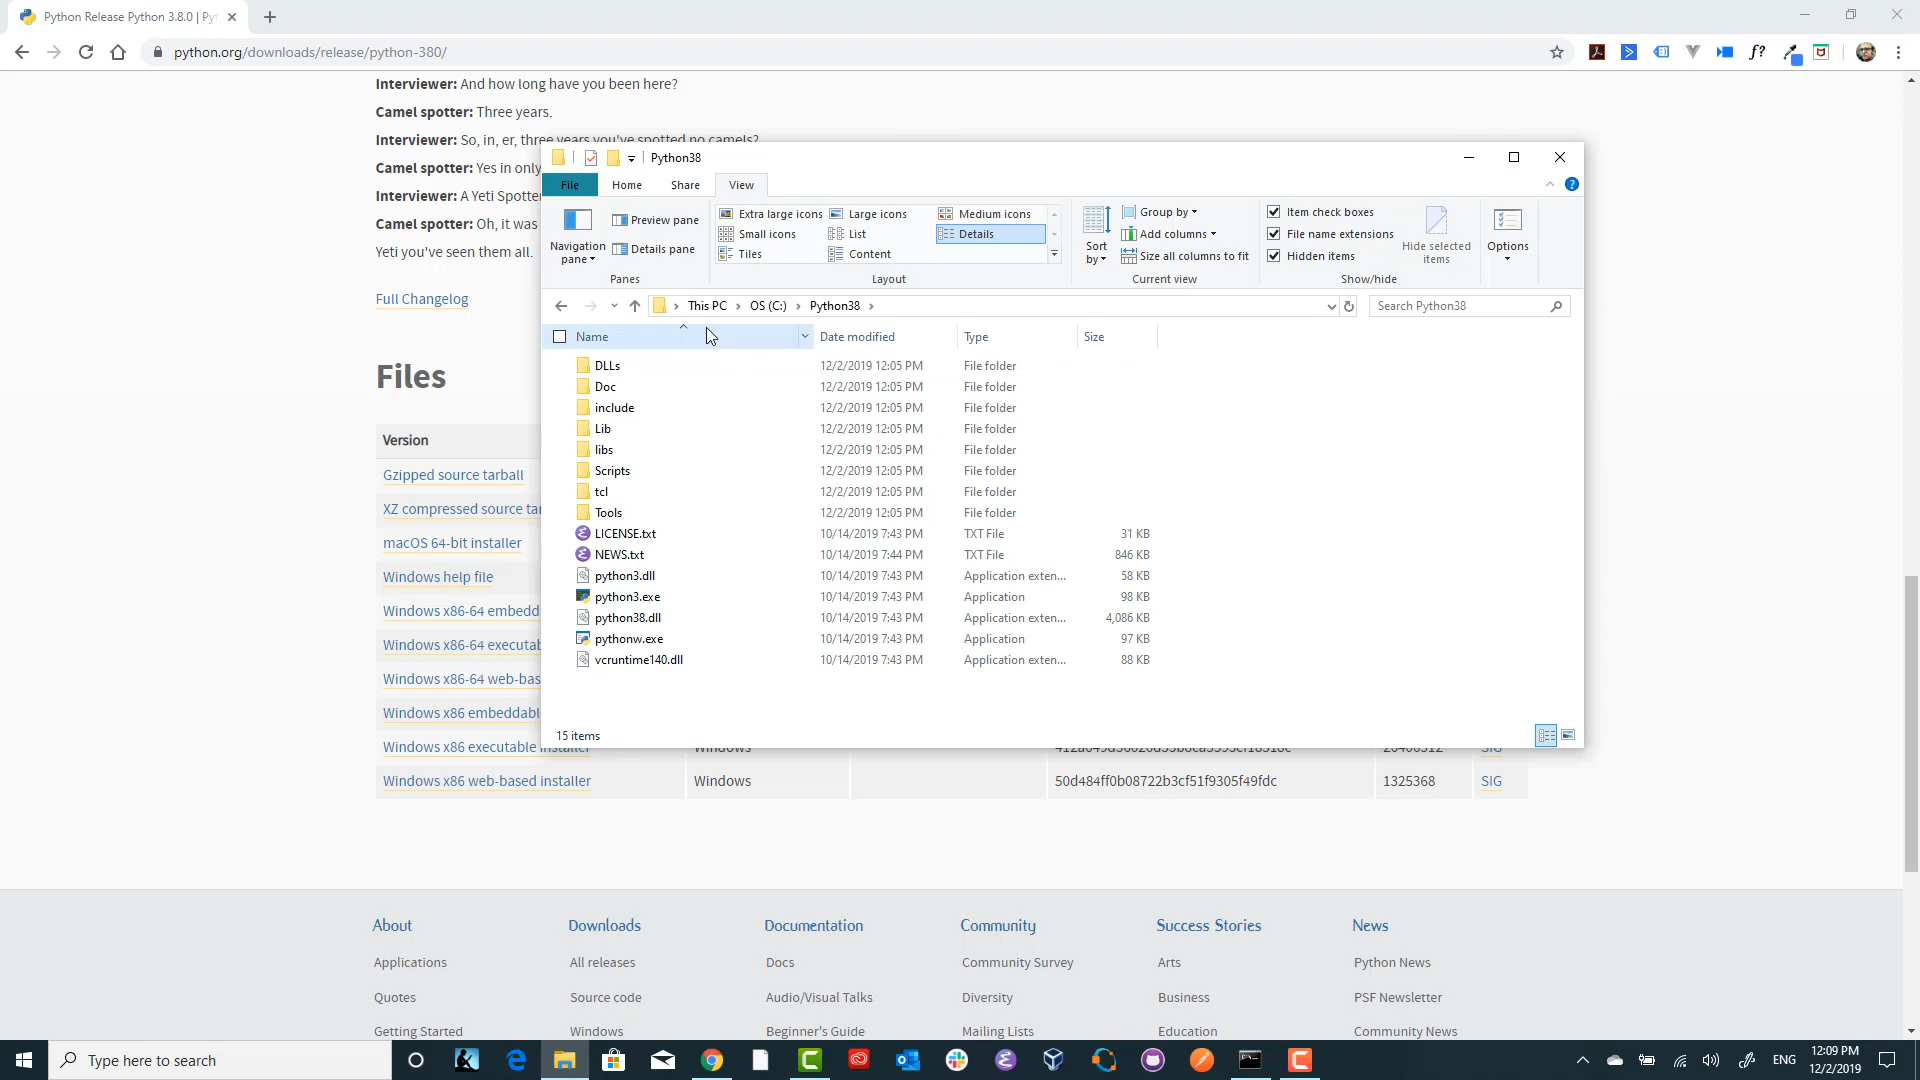 Python Release Python 3.8.0 | Py
python.org/downloads/release/python-380/
Interviewer: And how long have you been here?
Camel spotter: Three years.
Interviewer: So, in, er, three years you've spotted no camels?
Camel spotter: Yes in only
Interviewer: A Yeti Spotte
Camel spotter: Oh, it was
Yeti you've seen them all.
Full Changelog
Files
Version
Gzipped source tarball
XZ compressed source tar
macOS 64-bit installer
Windows help file
Windows x86-64 embedd
Windows x86-64 executab
Windows x86-64 web-bas
Windows x86 embeddabl
Windows x86 executable installer Windows SIG
Windows x86 web-based installer Windows 50d484ff0b08722b3cf51f9305f49fdc 1325368 SIG
Python38
File Home Share View
Navigation pane
Preview pane
Details pane
Panes
Extra large icons Large icons Medium icons
Small icons List Details
Tiles Content
Layout
Sort by
Group by
Add columns
Size all columns to fit
Current view
Item check boxes
File name extensions
Hidden items
Hide selected items
Show/hide
Options
This PC OS (C:) Python38
Search Python38
Name Date modified Type Size
DLLs 12/2/2019 12:05 PM File folder
Doc 12/2/2019 12:05 PM File folder
include 12/2/2019 12:05 PM File folder
Lib 12/2/2019 12:05 PM File folder
libs 12/2/2019 12:05 PM File folder
Scripts 12/2/2019 12:05 PM File folder
tcl 12/2/2019 12:05 PM File folder
Tools 12/2/2019 12:05 PM File folder
LICENSE.txt 10/14/2019 7:43 PM TXT File 31 KB
NEWS.txt 10/14/2019 7:44 PM TXT File 846 KB
python3.dll 10/14/2019 7:43 PM Application exten... 58 KB
python3.exe 10/14/2019 7:43 PM Application 98 KB
python38.dll 10/14/2019 7:43 PM Application exten... 4,086 KB
pythonw.exe 10/14/2019 7:43 PM Application 97 KB
vcruntime140.dll 10/14/2019 7:43 PM Application exten... 88 KB
15 items
About Downloads Documentation Community Success Stories News
Applications All releases Docs Community Survey Arts Python News
Quotes Source code Audio/Visual Talks Diversity Business PSF Newsletter
Getting Started Windows Beginner's Guide Mailing Lists Education Community News
Type here to search
ENG
12:09 PM
12/2/2019